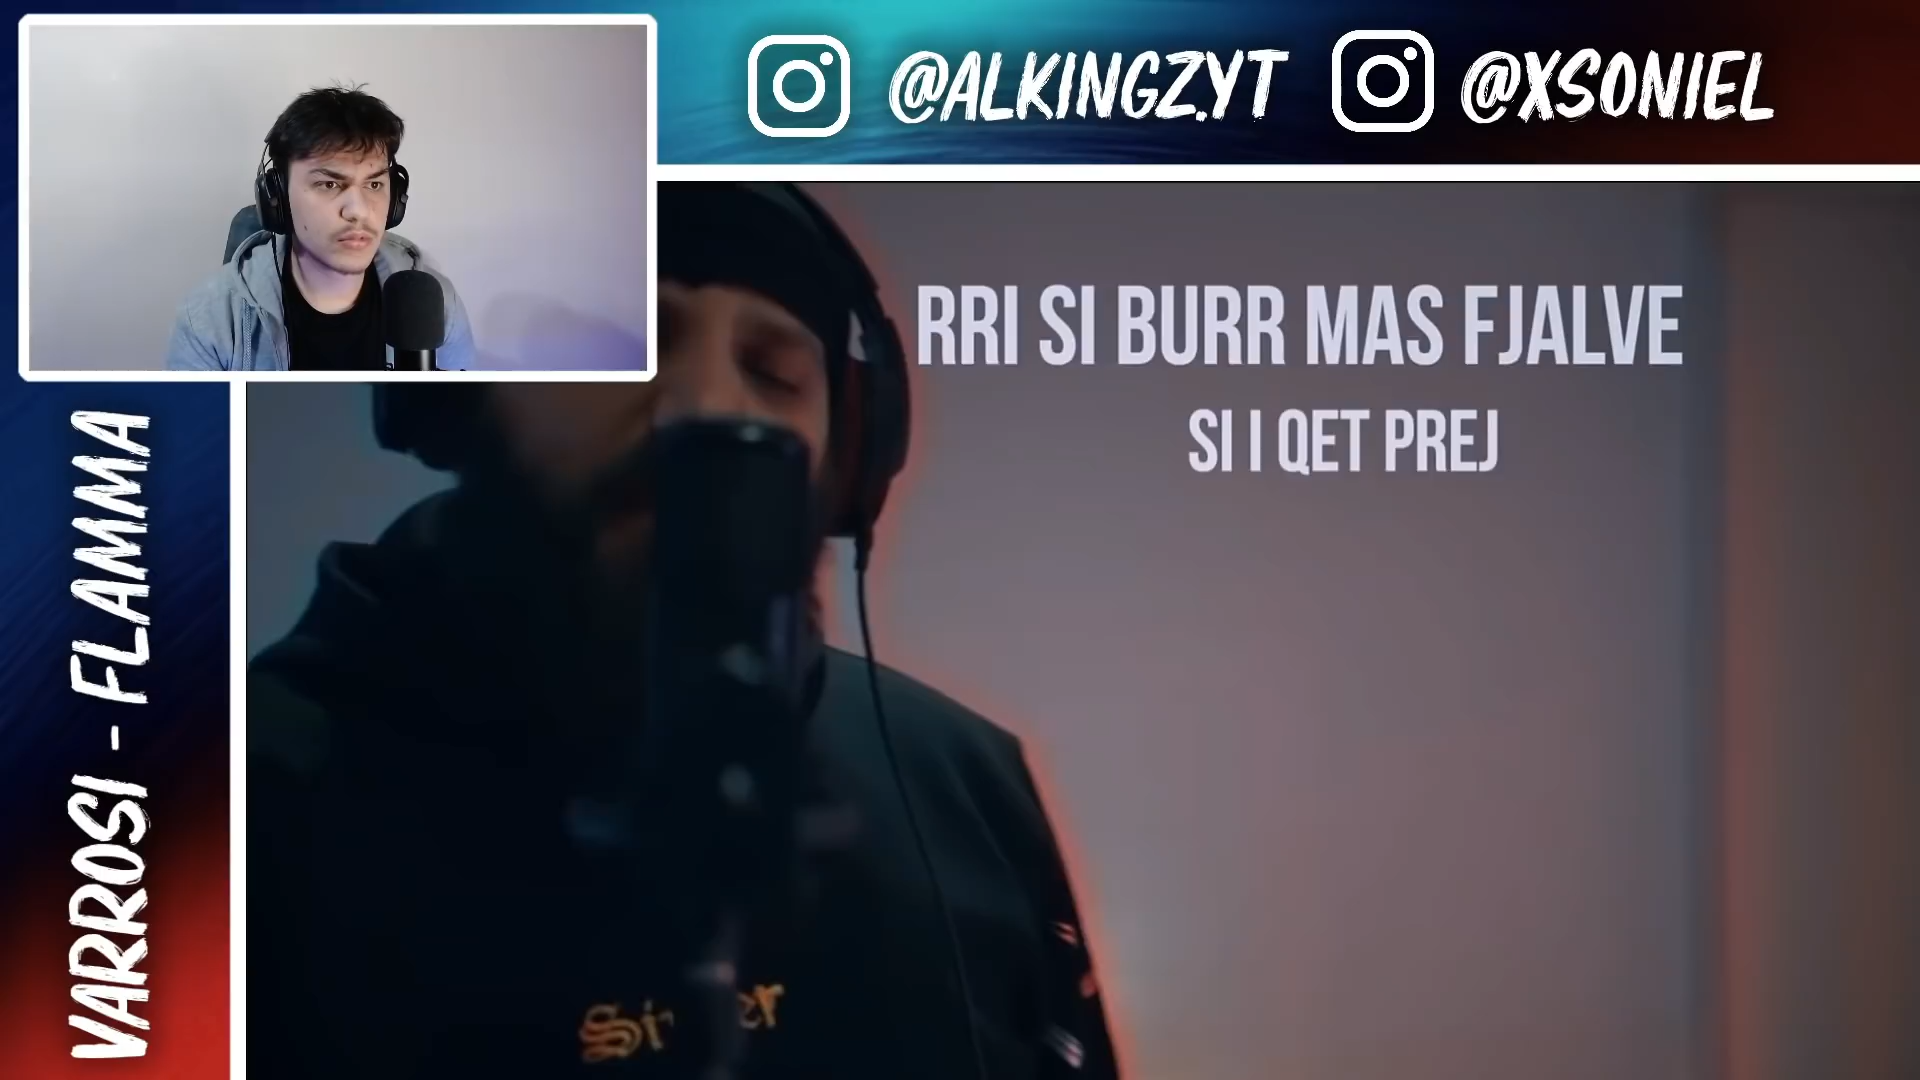 @ALKINGZ.YT @XSONIEL
RRI SI BURR MAS FJALVE
SI I QET PREJ
VARROSI - FLAMMA